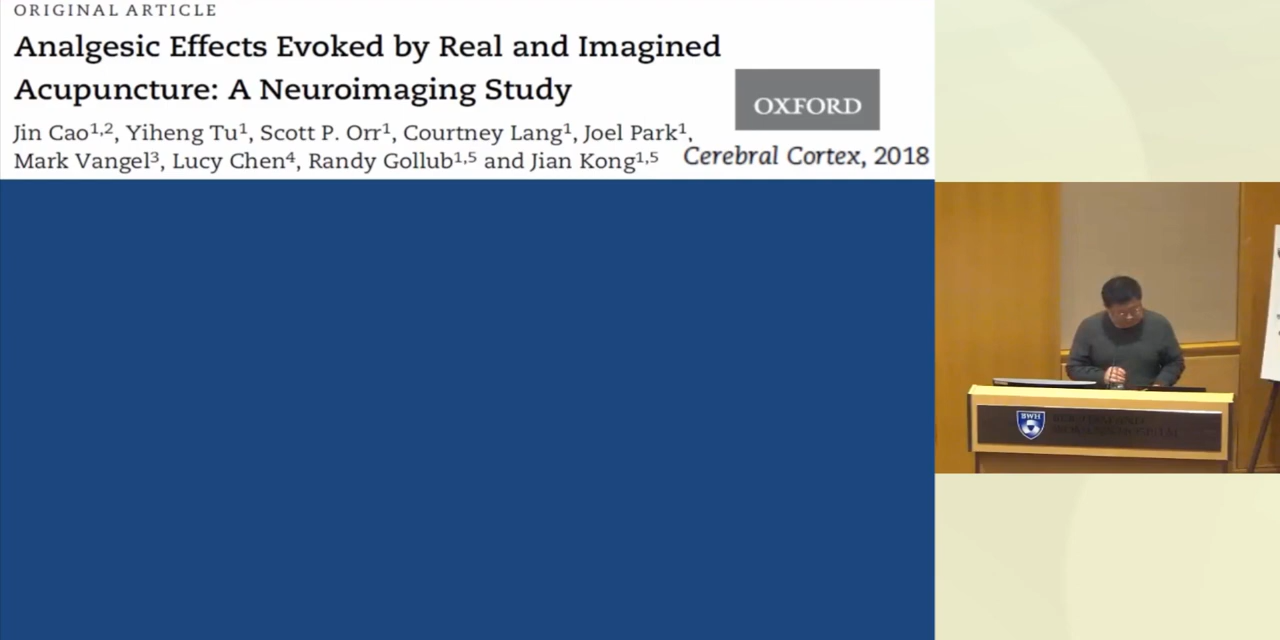 ORIGINAL ARTICLE
Analgesic Effects Evoked by Real and Imagined
Acupuncture: A Neuroimaging Study
Jin Cao1,2, Yiheng Tu1, Scott P. Orr1, Courtney Lang1, Joel Park1,
Mark Vangel3, Lucy Chen4, Randy Gollub1,5 and Jian Kong1,5
OXFORD
Cerebral Cortex, 2018
BWH